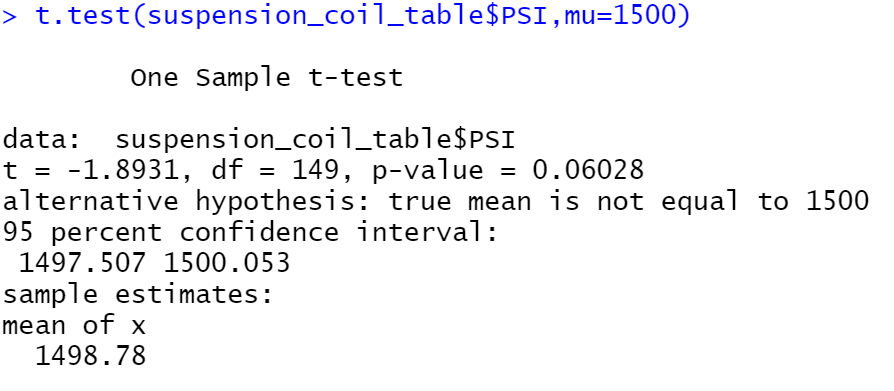 > t.test(suspension_coil_table$PSI,mu=1500)
One Sample t-test
data:  suspension_coil_table$PSI
t = -1.8931, df = 149, p-value = 0.06028
alternative hypothesis: true mean is not equal to 1500
95 percent confidence interval:
 1497.507 1500.053
sample estimates:
mean of x
  1498.78